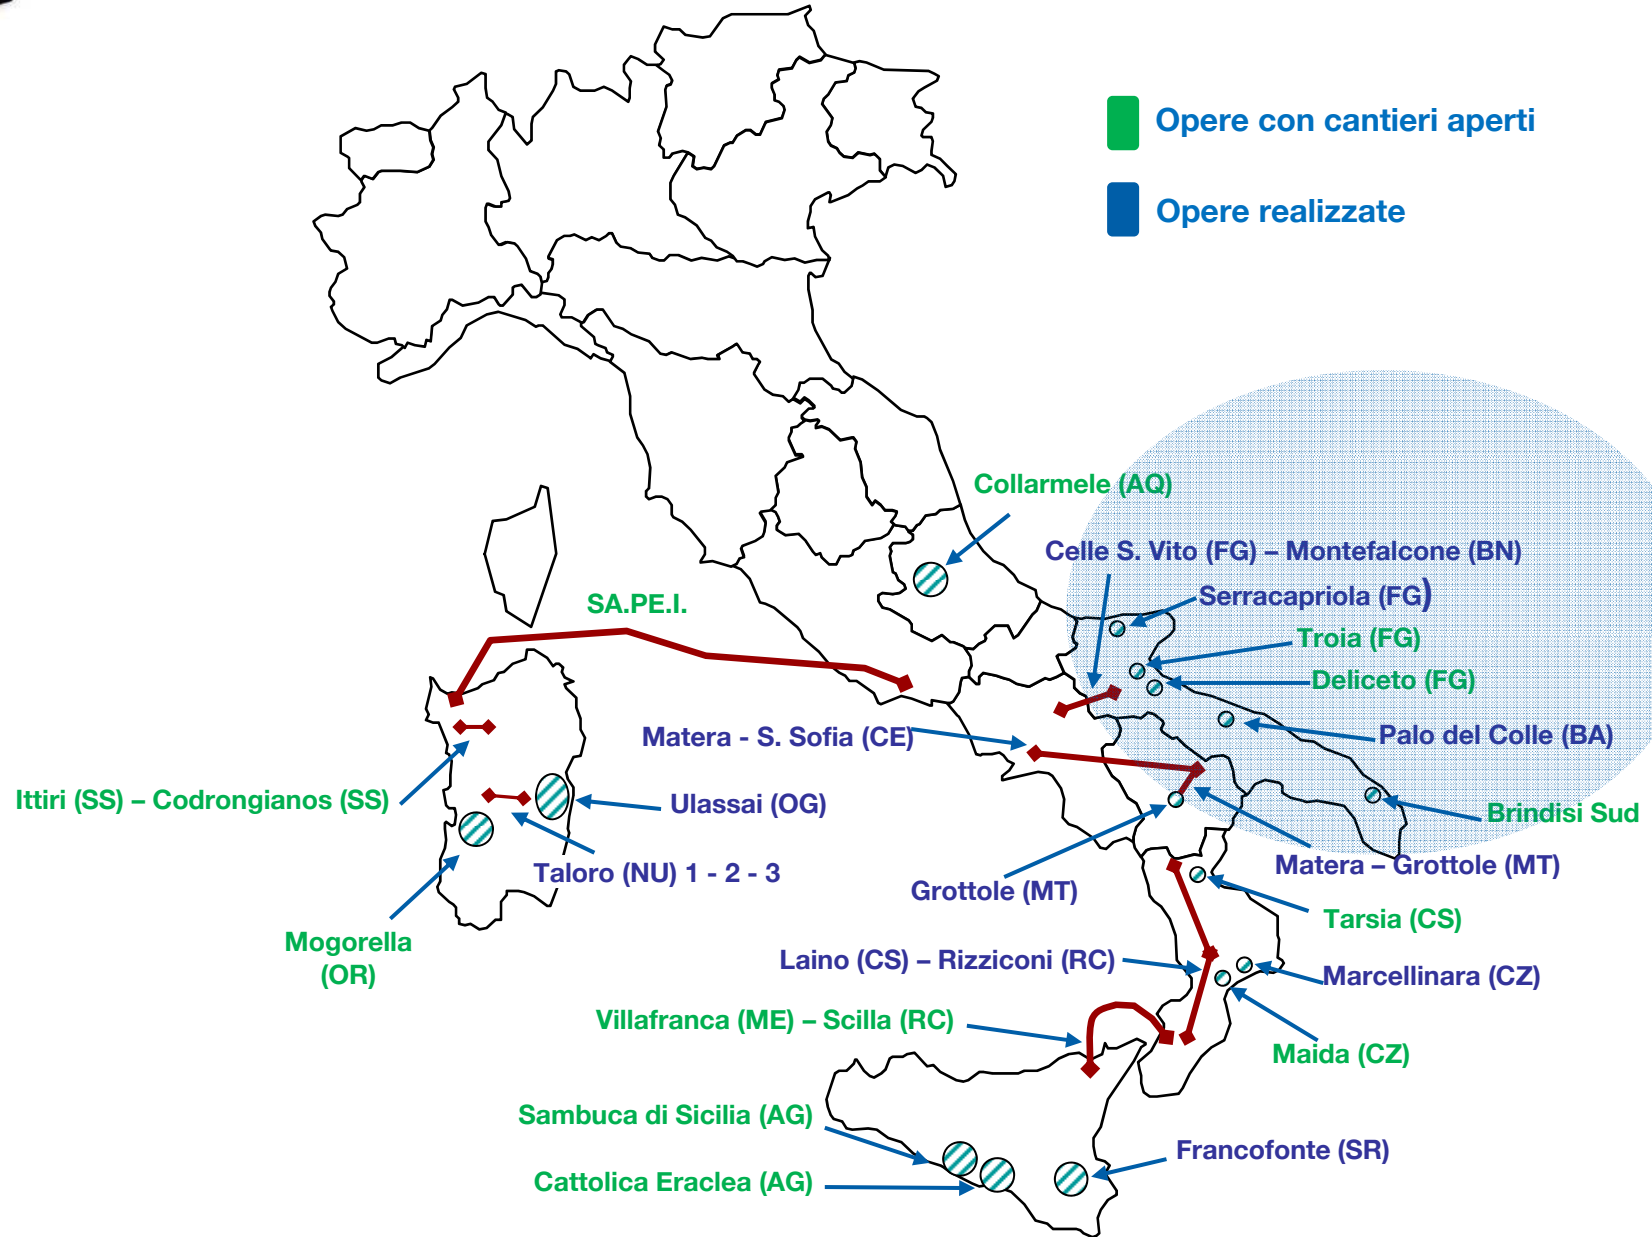 Opere con cantieri aperti
Opere realizzate
Collarmele (AQ)
Celle S. Vito (FG) – Montefalcone (BN)
Serracapriola (FG)
SA.PE.I.
Troia (FG)
Deliceto (FG)
Matera - S. Sofia (CE)
Palo del Colle (BA)
Ittiri (SS) – Codrongianos (SS)
Ulassai (OG)
Brindisi Sud
Taloro (NU) 1 - 2 - 3
Matera – Grottole (MT)
Grottole (MT)
Tarsia (CS)
Mogorella
(OR)
Laino (CS) – Rizziconi (RC)
Marcellinara (CZ)
Villafranca (ME) – Scilla (RC)
Maida (CZ)
Sambuca di Sicilia (AG)
Francofonte (SR)
Cattolica Eraclea (AG)